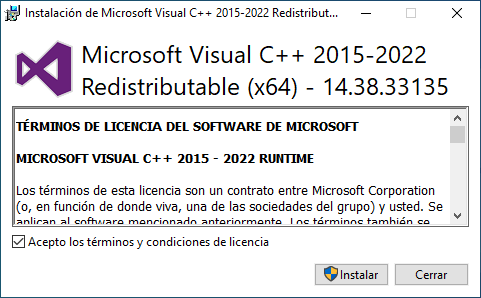 Instalación de Microsoft Visual C++ 2015-2022 Redistribut...
Microsoft Visual C++ 2015-2022
Redistributable (x64) - 14.38.33135
TÉRMINOS DE LICENCIA DEL SOFTWARE DE MICROSOFT
MICROSOFT VISUAL C++ 2015 - 2022 RUNTIME
Los términos de esta licencia son un contrato entre Microsoft Corporation
(o, en función de donde viva, una de las sociedades del grupo) y usted. Se
aplican al software mencionado anteriormente. Los términos también se
Acepto los términos y condiciones de licencia
Instalar
Cerrar